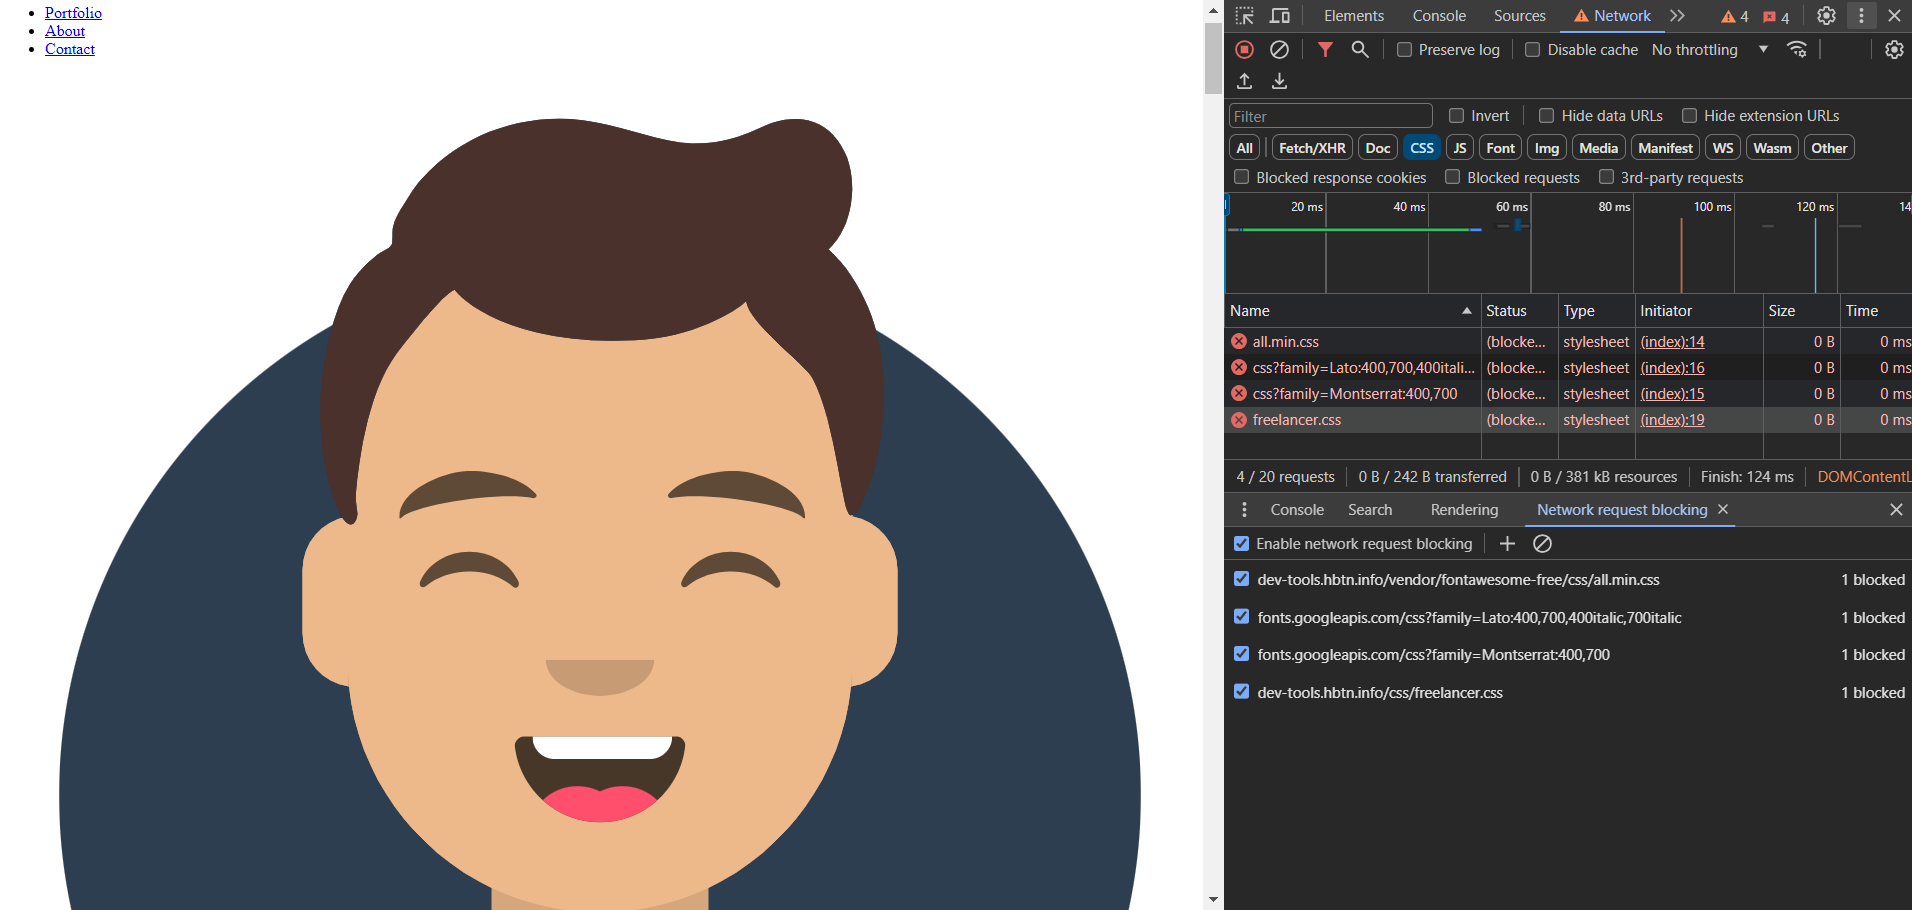 Portfolio
About
Contact
Elements Console Sources Network 4 4
Preserve log Disable cache No throttling
Filter Invert Hide data URLs Hide extension URLs
All Fetch/XHR Doc CSS JS Font Img Media Manifest WS Wasm Other
Blocked response cookies Blocked requests 3rd-party requests
20 ms 40 ms 60 ms 80 ms 100 ms 120 ms 14
Name Status Type Initiator Size Time
all.min.css (blocke... stylesheet (index):14 0 B 0 ms
css?family=Lato:400,700,400itali... (blocke... stylesheet (index):16 0 B 0 ms
css?family=Montserrat:400,700 (blocke... stylesheet (index):15 0 B 0 ms
freelancer.css (blocke... stylesheet (index):19 0 B 0 ms
4 / 20 requests 0 B / 242 B transferred 0 B / 381 kB resources Finish: 124 ms DOMContentL
Console Search Rendering Network request blocking
Enable network request blocking
dev-tools.hbtn.info/vendor/fontawesome-free/css/all.min.css 1 blocked
fonts.googleapis.com/css?family=Lato:400,700,400italic,700italic 1 blocked
fonts.googleapis.com/css?family=Montserrat:400,700 1 blocked
dev-tools.hbtn.info/css/freelancer.css 1 blocked